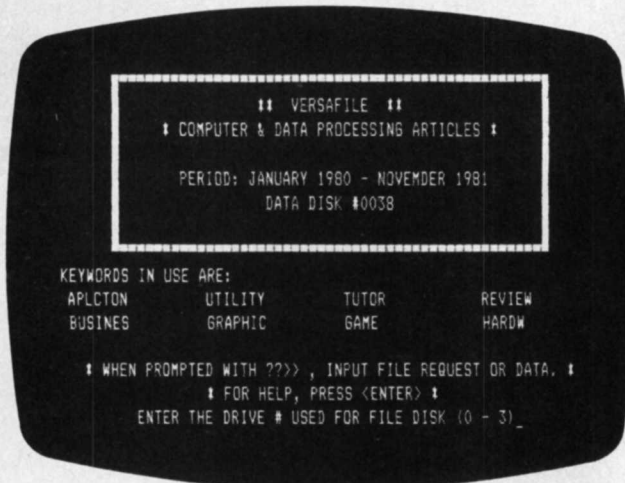 ** VERSAFILE **
* COMPUTER & DATA PROCESSING ARTICLES *
PERIOD: JANUARY 1980 - NOVEMDER 1981
DATA DISK #0038
KEYWORDS IN USE ARE:
APLCTON UTILITY TUTOR REVIEW
BUSINES GRAPHIC GAME HARDW
* WHEN PROMPTED WITH ??>> , INPUT FILE REQUEST OR DATA. *
* FOR HELP, PRESS <ENTER> *
ENTER THE DRIVE # USED FOR FILE DISK (0 - 3)_